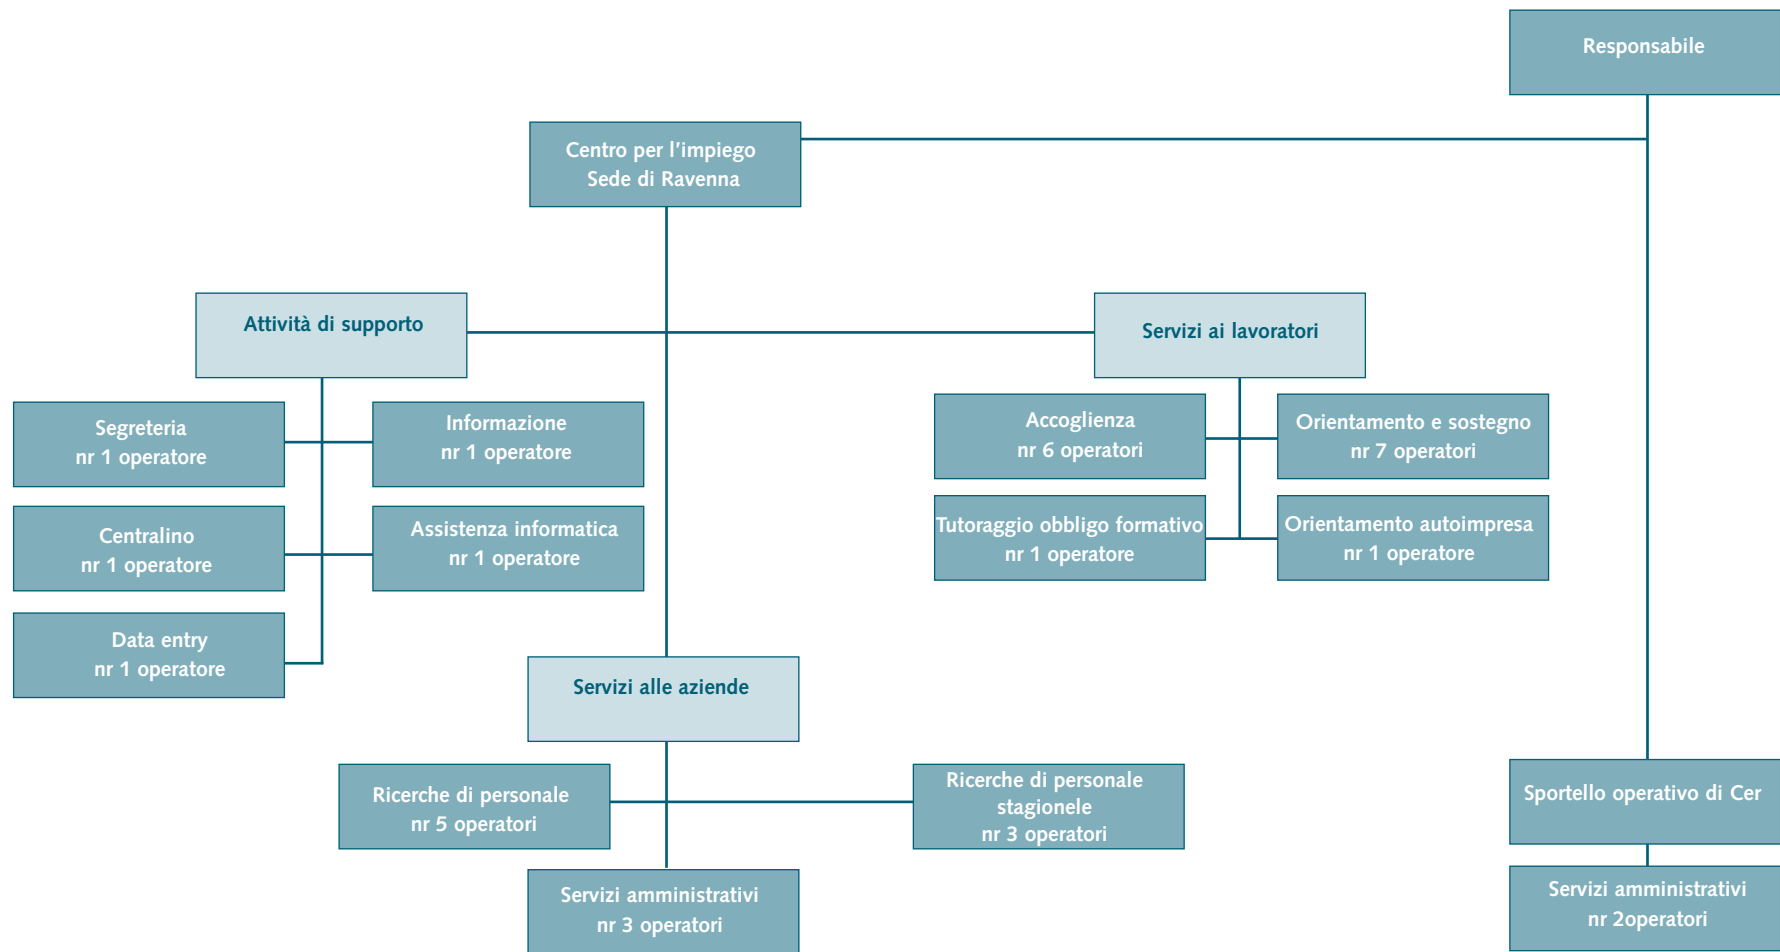 Responsabile
Centro per l'impiego
Sede di Ravenna
Attività di supporto
Servizi ai lavoratori
Segreteria
nr 1 operatore
Informazione
nr 1 operatore
Accoglienza
nr 6 operatori
Orientamento e sostegno
nr 7 operatori
Centralino
nr 1 operatore
Assistenza informatica
nr 1 operatore
Tutoraggio obbligo formativo
nr 1 operatore
Orientamento autoimpresa
nr 1 operatore
Data entry
nr 1 operatore
Servizi alle aziende
Ricerche di personale
nr 5 operatori
Ricerche di personale
stagionele
nr 3 operatori
Sportello operativo di Cer
Servizi amministrativi
nr 3 operatori
Servizi amministrativi
nr 2operatori